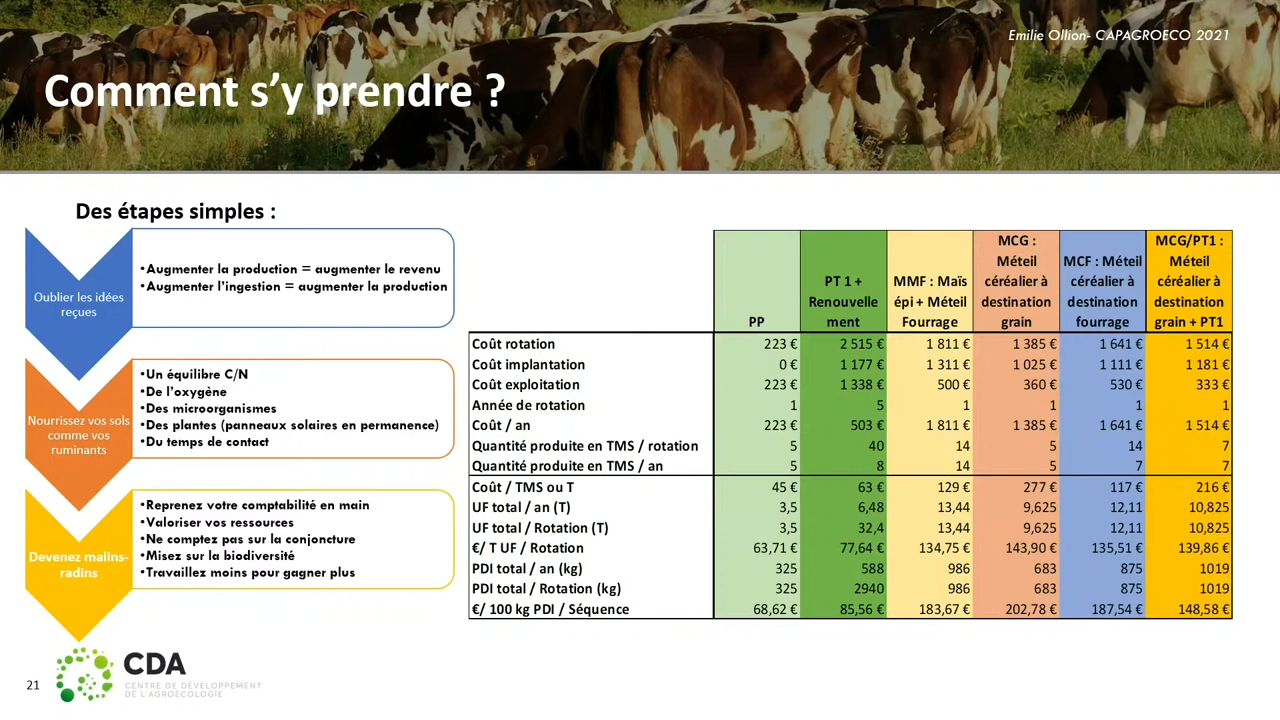 Emilie Ollion- CAPAGROECO 2021
Comment s’y prendre ?
Des étapes simples :
Oublier les idées
reçues
•Augmenter la production = augmenter le revenu
•Augmenter l’ingestion = augmenter la production
Nourrissez vos sols
comme vos
ruminants
•Un équilibre C/N
•De l’oxygène
•Des microorganismes
•Des plantes (panneaux solaires en permanence)
•Du temps de contact
Devenez malins-
radins
•Reprenez votre comptabilité en main
•Valoriser vos ressources
•Ne comptez pas sur la conjoncture
•Misez sur la biodiversité
•Travaillez moins pour gagner plus
PP
PT 1 +
Renouvelle
ment
MMF : Maïs
épi + Méteil
Fourrage
MCG :
Méteil
céréalier à
destination
grain
MCF : Méteil
céréalier à
destination
fourrage
MCG/PT1 :
Méteil
céréalier à
destination
grain + PT1
Coût rotation 223 € 2 515 € 1 811 € 1 385 € 1 641 € 1 514 €
Coût implantation 0 € 1 177 € 1 311 € 1 025 € 1 111 € 1 181 €
Coût exploitation 223 € 1 338 € 500 € 360 € 530 € 333 €
Année de rotation 1 5 1 1 1 1
Coût / an 223 € 503 € 1 811 € 1 385 € 1 641 € 1 514 €
Quantité produite en TMS / rotation 5 40 14 5 14 7
Quantité produite en TMS / an 5 8 14 5 7 7
Coût / TMS ou T 45 € 63 € 129 € 277 € 117 € 216 €
UF total / an (T) 3,5 6,48 13,44 9,625 12,11 10,825
UF total / Rotation (T) 3,5 32,4 13,44 9,625 12,11 10,825
€/ T UF / Rotation 63,71 € 77,64 € 134,75 € 143,90 € 135,51 € 139,86 €
PDI total / an (kg) 325 588 986 683 875 1019
PDI total / Rotation (kg) 325 2940 986 683 875 1019
€/ 100 kg PDI / Séquence 68,62 € 85,56 € 183,67 € 202,78 € 187,54 € 148,58 €
21
CDA
CENTRE DE DÉVELOPPEMENT
DE L'AGROÉCOLOGIE